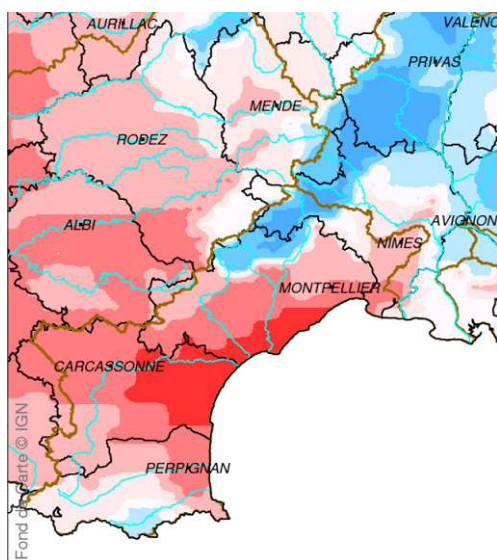 AURILLAC
VALENC
PRIVAS
MENDE
RODEZ
ALBI
AVIGNON
NIMES
MONTPELLIER
CARCASSONNE
PERPIGNAN
Fond de Carte © IGN